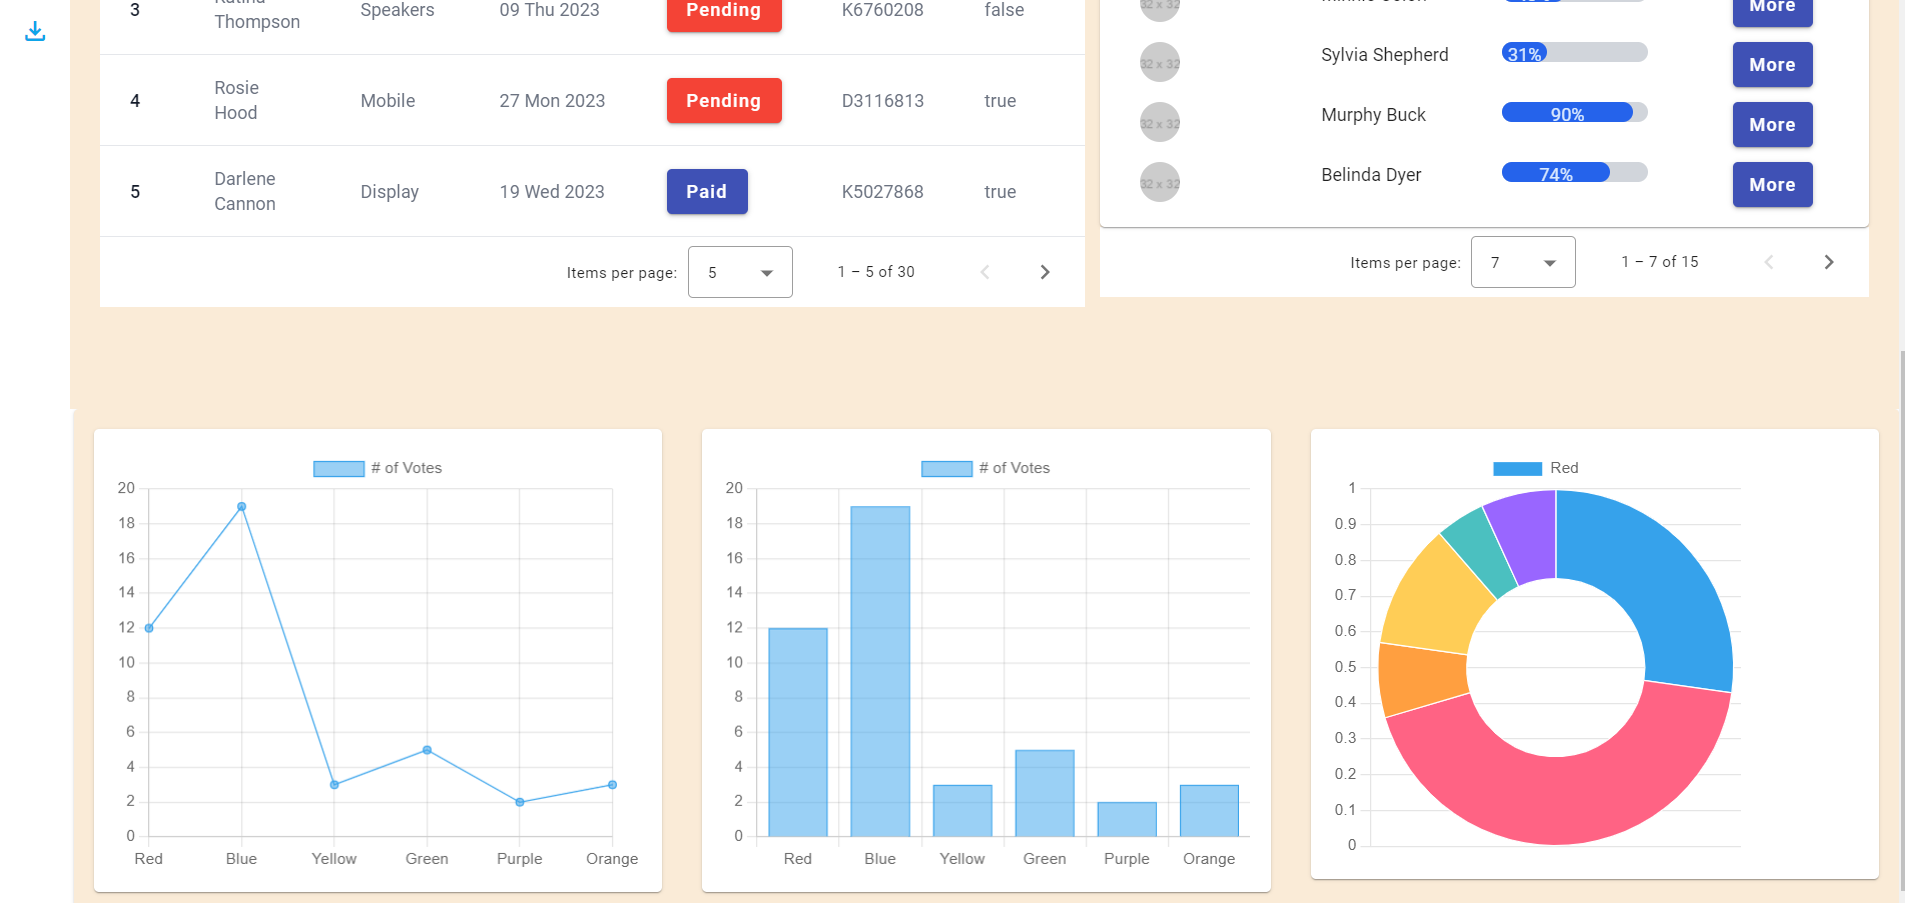 3 Katina Speakers 09 Thu 2023 Pending K6760208 false
Thompson
4 Rosie Mobile 27 Mon 2023 Pending D3116813 true
Hood
5 Darlene Display 19 Wed 2023 Paid K5027868 true
Cannon
Items per page: 5 1 – 5 of 30
More
32 x 32 Sylvia Shepherd 31% More
32 x 32 Murphy Buck 90% More
32 x 32 Belinda Dyer 74% More
Items per page: 7 1 – 7 of 15
# of Votes
20
18
16
14
12
10
8
6
4
2
0
Red Blue Yellow Green Purple Orange
# of Votes
20
18
16
14
12
10
8
6
4
2
0
Red Blue Yellow Green Purple Orange
Red
1
0.9
0.8
0.7
0.6
0.5
0.4
0.3
0.2
0.1
0